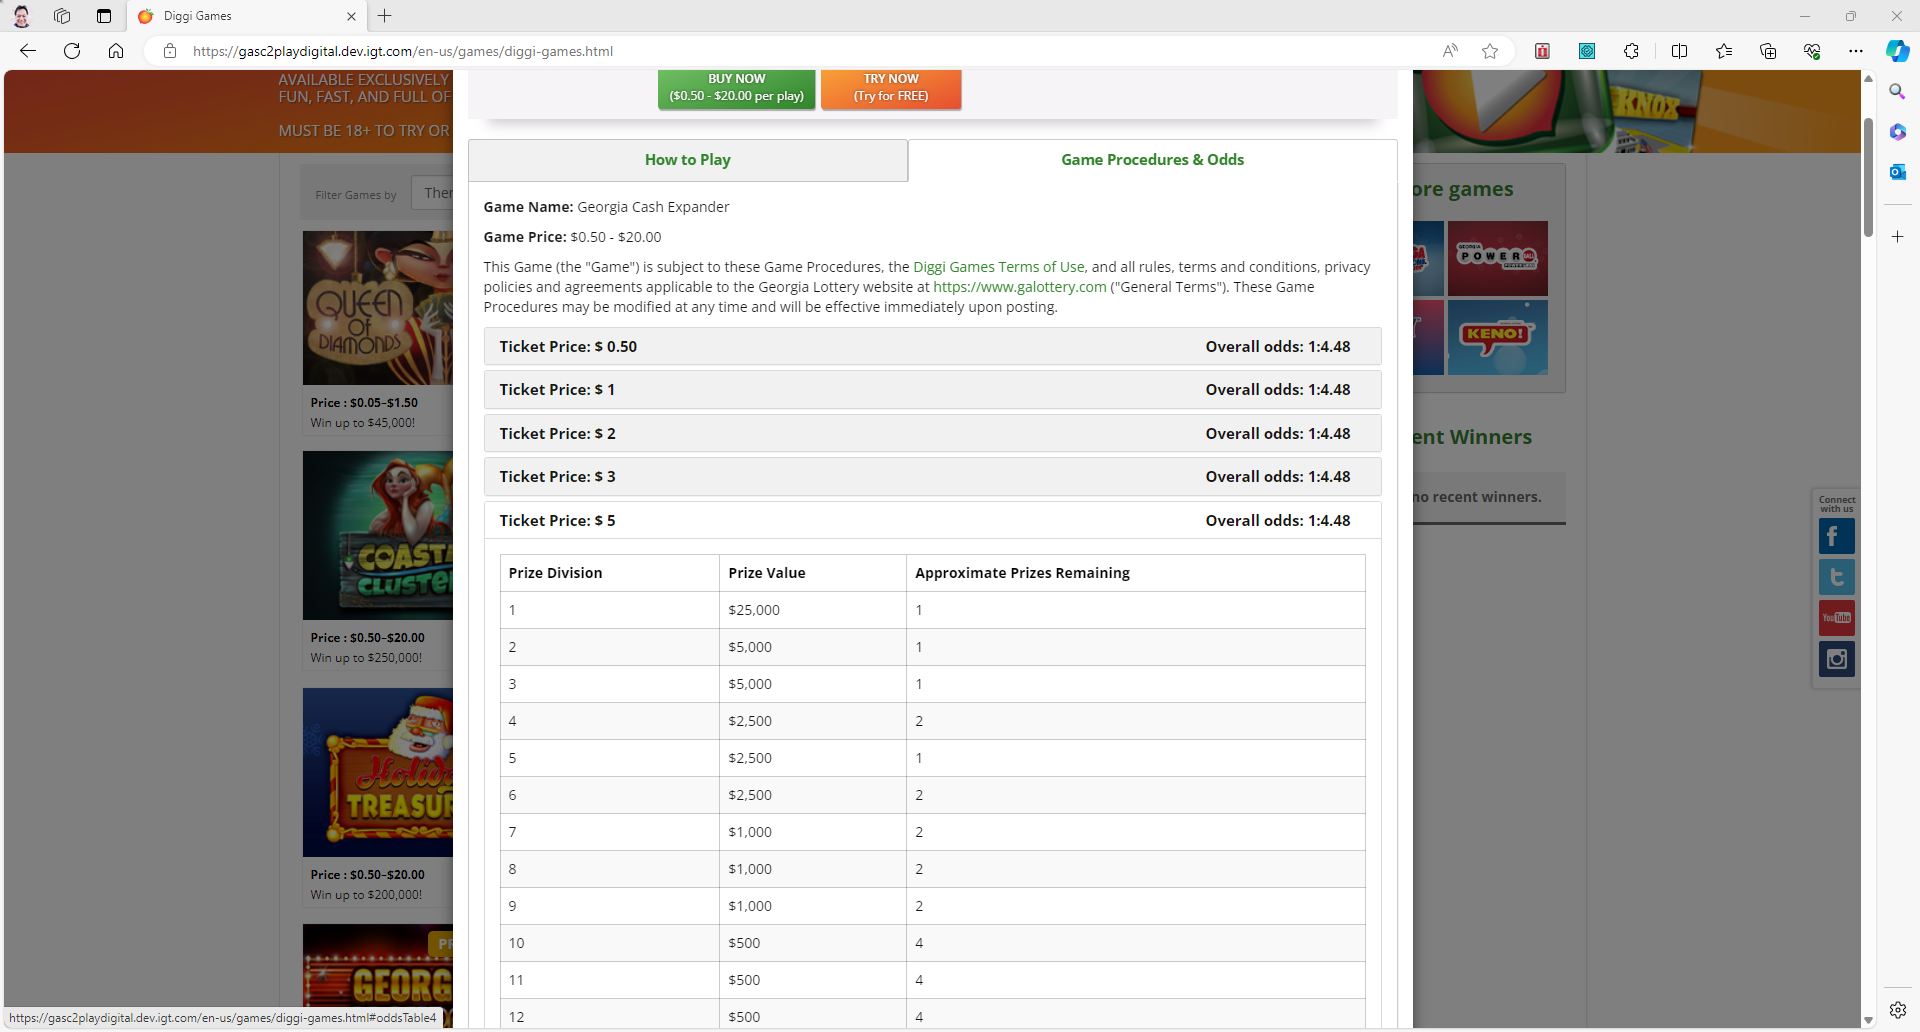 Diggi Games
https://gasc2playdigital.dev.igt.com/en-us/games/diggi-games.html
AVAILABLE EXCLUSIVELY
FUN, FAST, AND FULL OF
MUST BE 18+ TO TRY OR
BUY NOW
($0.50 - $20.00 per play)
TRY NOW
(Try for FREE)
KNOX
How to Play
Game Procedures & Odds
Filter Games by
Game Name: Georgia Cash Expander
Game Price: $0.50 - $20.00
This Game (the "Game") is subject to these Game Procedures, the Diggi Games Terms of Use, and all rules, terms and conditions, privacy
policies and agreements applicable to the Georgia Lottery website at https://www.galottery.com ("General Terms"). These Game
Procedures may be modified at any time and will be effective immediately upon posting.
Ticket Price: $ 0.50 Overall odds: 1:4.48
Ticket Price: $ 1 Overall odds: 1:4.48
Ticket Price: $ 2 Overall odds: 1:4.48
Ticket Price: $ 3 Overall odds: 1:4.48
Ticket Price: $ 5 Overall odds: 1:4.48
Prize Division Prize Value Approximate Prizes Remaining
1 $25,000 1
2 $5,000 1
3 $5,000 1
4 $2,500 2
5 $2,500 1
6 $2,500 2
7 $1,000 2
8 $1,000 2
9 $1,000 2
10 $500 4
11 $500 4
12 $500 4
QUEEN
OF
DIAMONDS
Price : $0.05-$1.50
Win up to $45,000!
COAST
CLUSTE
Price : $0.50-$20.00
Win up to $250,000!
Holid
TREASU
Price : $0.50-$20.00
Win up to $200,000!
GEORG
https://gasc2playdigital.dev.igt.com/en-us/games/diggi-games.html#oddsTable4
ore games
GEORGIA
POWERBALL
POWER PLAY
KENO!
ent Winners
no recent winners.
Connect
with us
f
t
YouTube